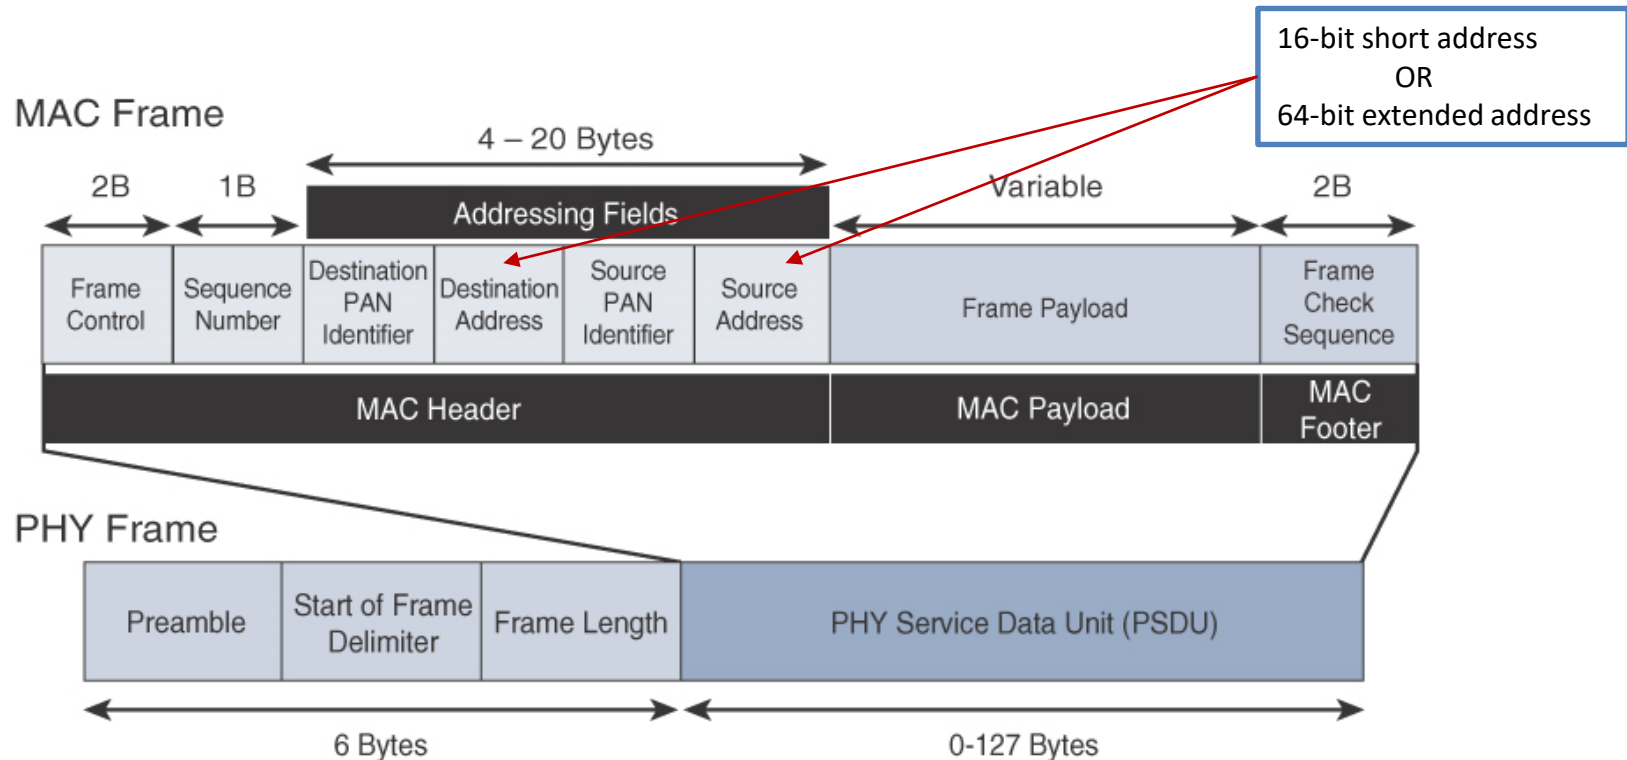 16-bit short address
OR
64-bit extended address
MAC Frame
4 – 20 Bytes
2B
1B
Variable
2B
Addressing Fields
Frame
Control
Sequence
Number
Destination
PAN
Identifier
Destination
Address
Source
PAN
Identifier
Source
Address
Frame Payload
Frame
Check
Sequence
MAC Header
MAC Payload
MAC
Footer
PHY Frame
Preamble
Start of Frame
Delimiter
Frame Length
PHY Service Data Unit (PSDU)
6 Bytes
0-127 Bytes